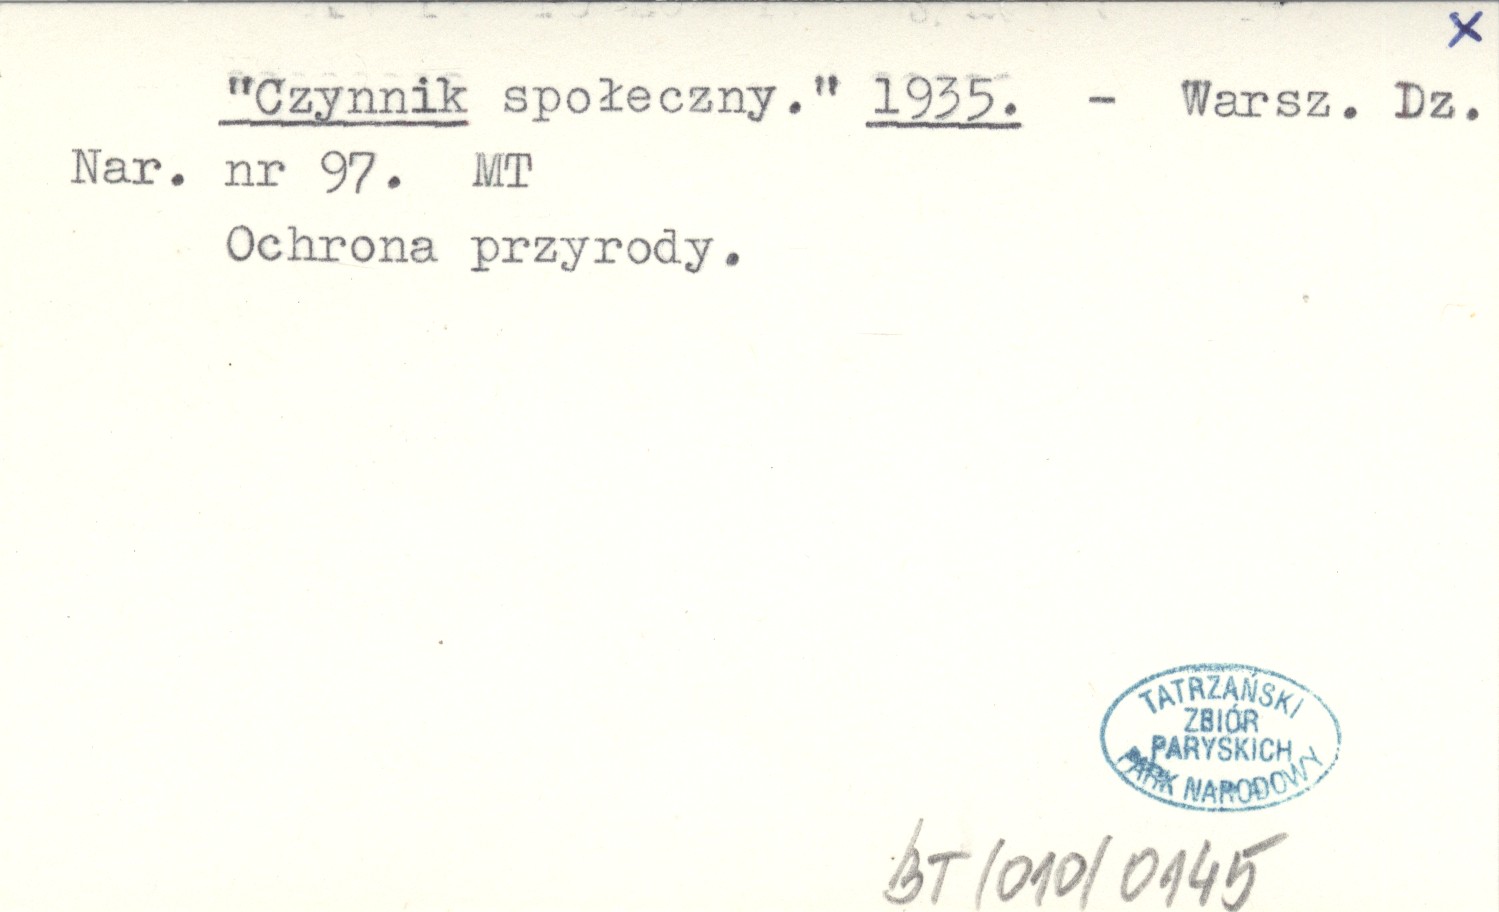 x
"Czynnik społeczny." 1935. - Warsz. Dz.
Nar. nr 97. MT
Ochrona przyrody.
TATRZAŃSKI
ZBIÓR
PARYSKICH
PARK NARODOWY
BT/010/0145